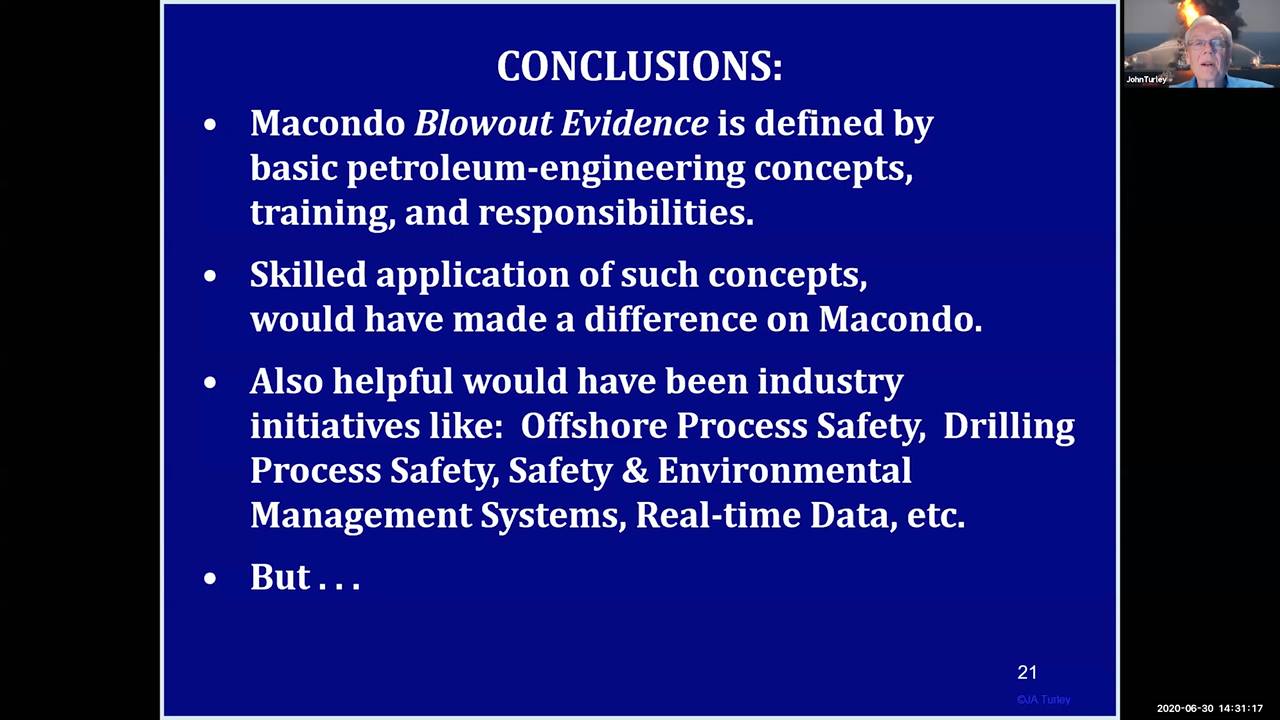 CONCLUSIONS:
• Macondo Blowout Evidence is defined by
basic petroleum-engineering concepts,
training, and responsibilities.
• Skilled application of such concepts,
would have made a difference on Macondo.
• Also helpful would have been industry
initiatives like:  Offshore Process Safety,  Drilling
Process Safety, Safety & Environmental
Management Systems, Real-time Data, etc.
• But . . .
21
©JA Turley
JohnTurley
2020-06-30 14:31:17